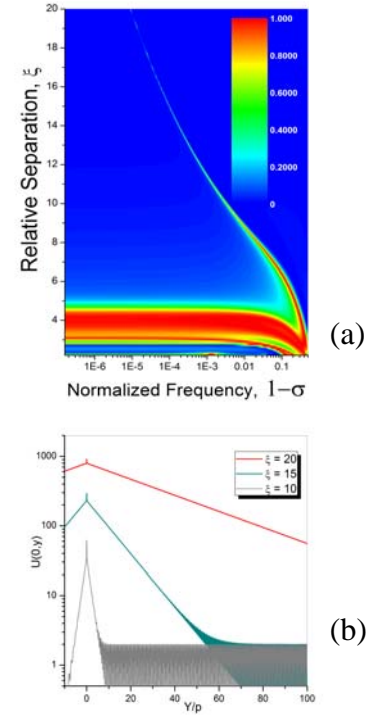 20
18
16
14
12
10
8
6
4
Relative Separation, ξ
1.000
0.8000
0.6000
0.4000
0.2000
0
1E-6 1E-5 1E-4 1E-3 0.01 0.1
Normalized Frequency, 1−σ
(a)
1000
100
10
1
U(0,y)
ξ = 20
ξ = 15
ξ = 10
0 20 40 60 80 100
Y/p
(b)